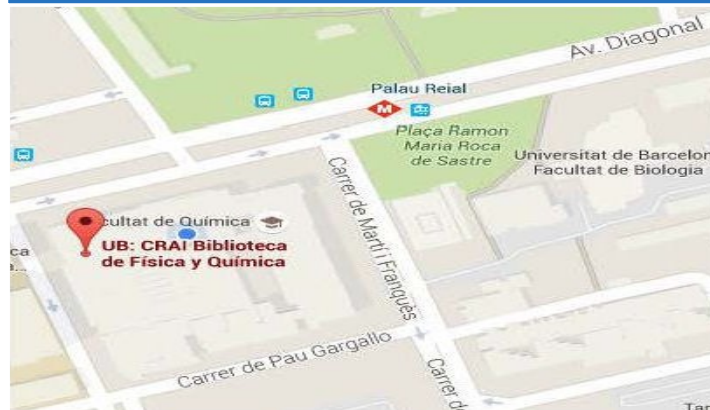 Av. Diagonal
Palau Reial
M
Plaça Ramon
Maria Roca
de Sastre
Universitat de Barcelon
Facultat de Biologia
Carrer de Martí i Franquès
cultat de Química
UB: CRAI Biblioteca
de Física y Química
ca
a...
Carrer de Pau Gargallo
Carrer d
Tar